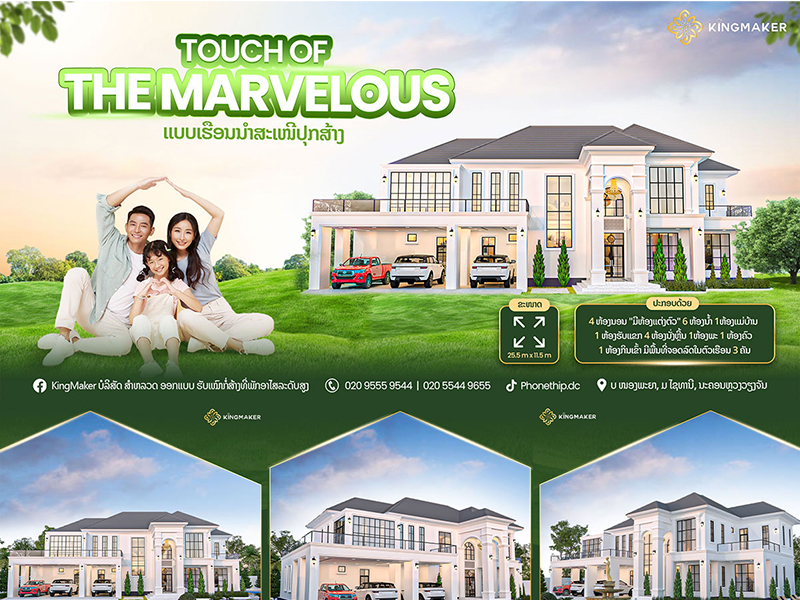 KINGMAKER
TOUCH OF
THE MARVELOUS
ແບບເຮືອນນຳສະເໜີປຸກສ້າງ
ຂະໜາດ
25.5 m x 11.5 m
ປະກອບດ້ວຍ
4 ຫ້ອງນອນ "ມີຫ້ອງແຕ່ງຕົວ" 6 ຫ້ອງນ້ຳ 1ຫ້ອງແມ່ບ້ານ
1 ຫ້ອງຮັບແຂກ 4 ຫ້ອງນັ່ງຫຼິ້ນ 1ຫ້ອງພະ 1 ຫ້ອງຄົວ
1 ຫ້ອງກິນເຂົ້າ ມີພື້ນທີ່ຈອດລົດໃນຕົວເຮືອນ 3 ຄັນ
KingMaker ບໍລິສັດ ສຳຫລວດ ອອກແບບ ຮັບເໝົາກໍ່ສ້າງທີ່ພັກອາໄສລະດັບສູງ
020 9555 9544 | 020 5544 9655
Phonethip.dc
ບ ໜອງພະຍາ, ມ ໄຊທານີ, ນະຄອນຫຼວງວຽງຈັນ
KINGMAKER
KINGMAKER